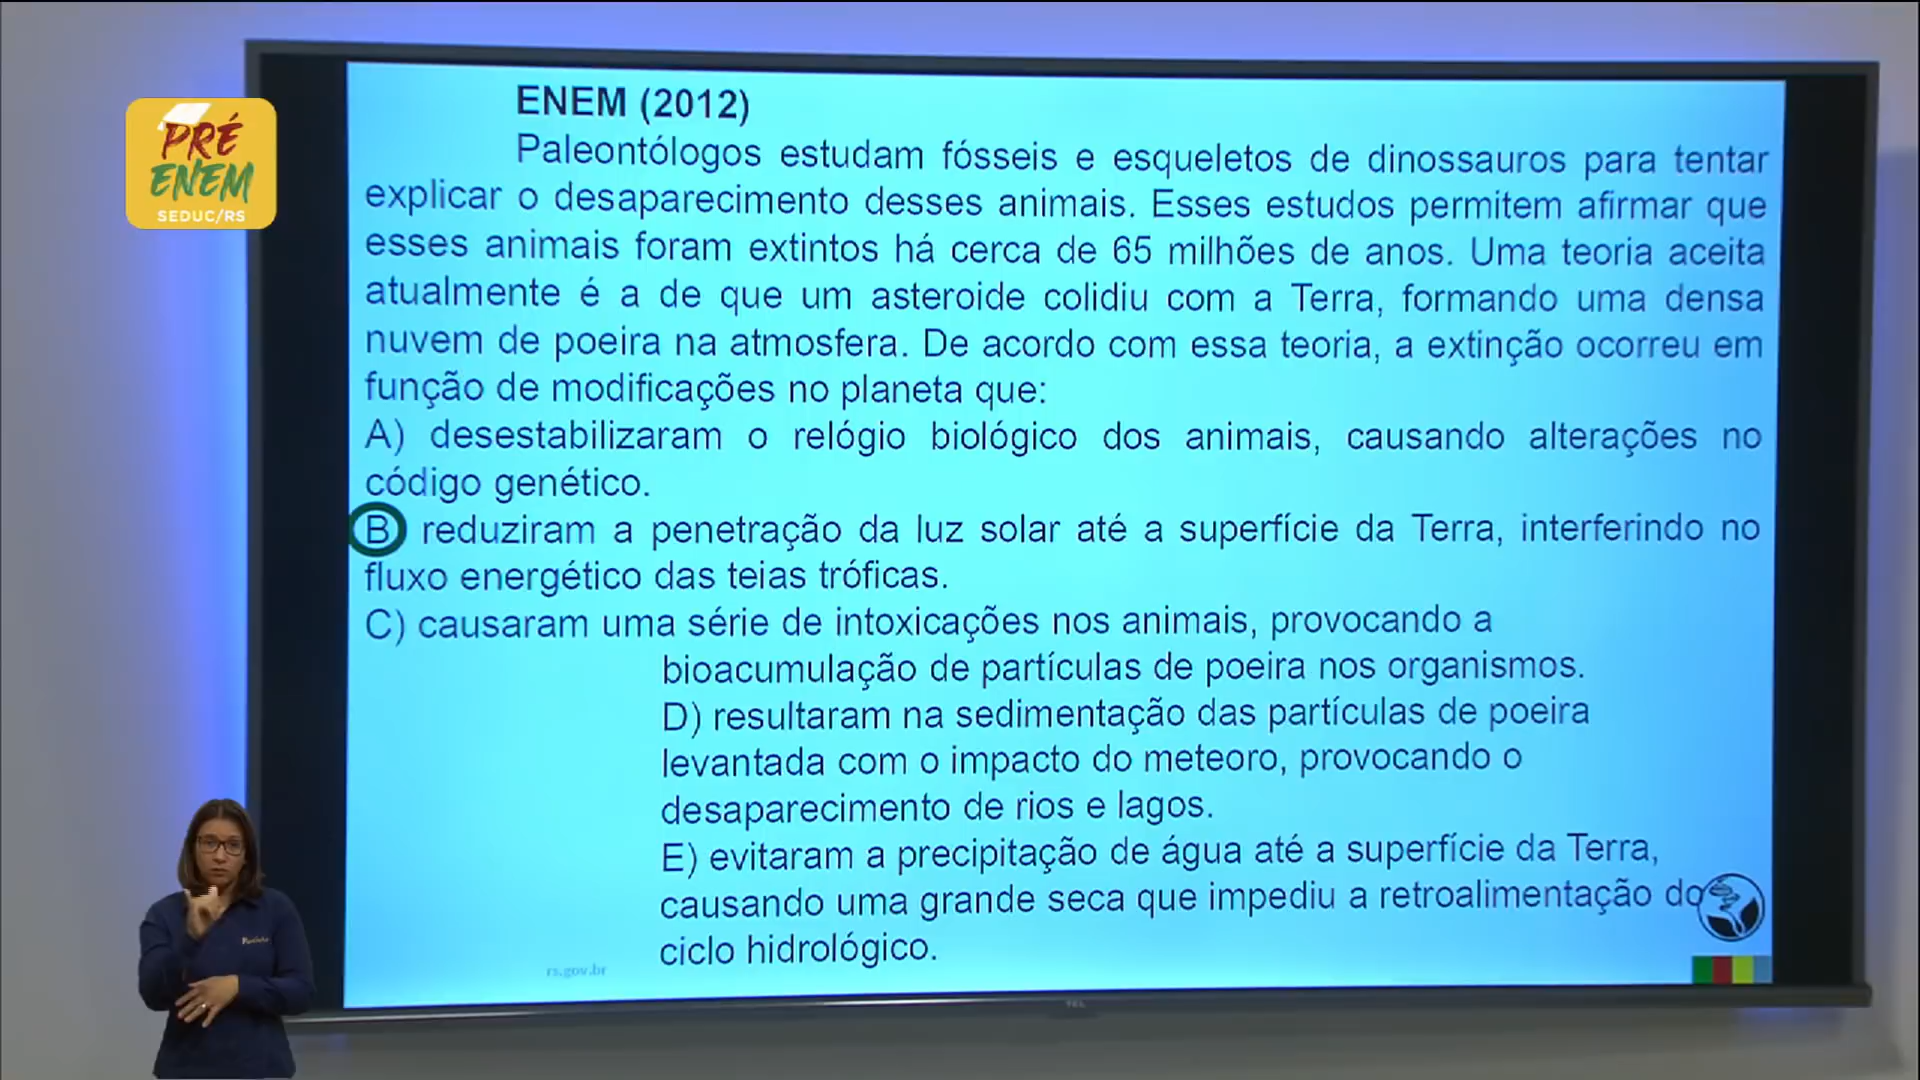 PRÉ
ENEM
SEDUC/RS
ENEM (2012)
Paleontólogos estudam fósseis e esqueletos de dinossauros para tentar
explicar o desaparecimento desses animais. Esses estudos permitem afirmar que
esses animais foram extintos há cerca de 65 milhões de anos. Uma teoria aceita
atualmente é a de que um asteroide colidiu com a Terra, formando uma densa
nuvem de poeira na atmosfera. De acordo com essa teoria, a extinção ocorreu em
função de modificações no planeta que:
A) desestabilizaram o relógio biológico dos animais, causando alterações no
código genético.
B reduziram a penetração da luz solar até a superfície da Terra, interferindo no
fluxo energético das teias tróficas.
C) causaram uma série de intoxicações nos animais, provocando a
bioacumulação de partículas de poeira nos organismos.
D) resultaram na sedimentação das partículas de poeira
levantada com o impacto do meteoro, provocando o
desaparecimento de rios e lagos.
E) evitaram a precipitação de água até a superfície da Terra,
causando uma grande seca que impediu a retroalimentação do
ciclo hidrológico.
rs.gov.br
TCL